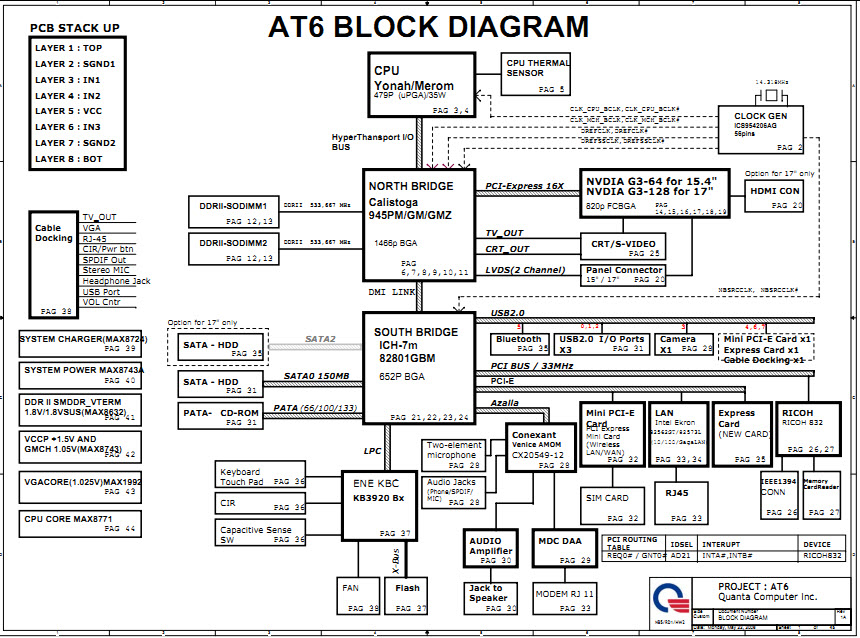 AT6 BLOCK DIAGRAM
PCB STACK UP
LAYER 1 : TOP
LAYER 2 : SGND1
LAYER 3 : IN1
LAYER 4 : IN2
LAYER 5 : VCC
LAYER 6 : IN3
LAYER 7 : SGND2
LAYER 8 : BOT
CPU
Yonah/Merom
479P (uPGA)/35W
PAG 3,4
CPU THERMAL
SENSOR
PAG 5
14.318MHz
CLOCK GEN
ICS954206AG
56pins
PAG 2
CLK_CPU_BCLK,CLK_CPU_BCLK#
CLK_MCH_BCLK,CLK_MCH_BCLK#
DREFCLK,DREFCLK#
DREFSSCLK,DREFSSCLK#
HyperTransport I/O
BUS
NORTH BRIDGE
Calistoga
945PM/GM/GMZ
1466p BGA
PAG
6,7,8,9,10,11
DDRII-SODIMM1
PAG 12,13
DDRII 533,667 MHz
DDRII-SODIMM2
PAG 12,13
DDRII 533,667 MHz
PCI-Express 16X
NVDIA G3-64 for 15.4"
NVDIA G3-128 for 17"
820p FCBGA
PAG
14,15,16,17,18,19
Option for 17" only
HDMI CON
PAG 20
TV_OUT
CRT_OUT
CRT/S-VIDEO
PAG 25
LVDS(2 Channel)
Panel Connector
15" / 17"
PAG 20
DMI LINK
Cable
Docking
PAG 38
TV_OUT
VGA
RJ-45
CIR/Pwr btn
SPDIF Out
Stereo MIC
Headphone Jack
USB Port
VOL Cntr
SYSTEM CHARGER(MAX8724)
PAG 39
SYSTEM POWER MAX8743A
PAG 40
DDR II SMDDR_VTERM
1.8V/1.8VSUS(MAX8632)
PAG 41
VCCP +1.5V AND
GMCH 1.05V(MAX8743)
PAG 42
VGACORE(1.025V)MAX1992
PAG 43
CPU CORE MAX8771
PAG 44
Option for 17" only
SATA - HDD
PAG 35
SATA2
SATA - HDD
PAG 31
SATA0 150MB
PATA- CD-ROM
PAG 31
PATA (66/100/133)
SOUTH BRIDGE
ICH-7m
82801GBM
652P BGA
PAG 21,22,23,24
USB2.0
5
0,1,2
3
4,6,7
Bluetooth
PAG 35
USB2.0 I/O Ports
X3
PAG 31
Camera
X1
PAG 28
Mini PCI-E Card x1
Express Card x1
Cable Docking x1
PCI BUS / 33MHz
PCI-E
Azalia
LPC
Mini PCI-E
Card
PCI Express
Mini Card
(Wireless
LAN/WAN)
PAG 32
SIM CARD
PAG 32
LAN
Intel Ekron
PAG 33,34
RJ45
PAG 33
Express
Card
(NEW CARD)
PAG 35
RICOH
RICOH 832
PAG 26,27
IEEE1394
CONN
PAG 26
Memory
CardReader
PAG 27
Conexant
Venice AMOM
CX20549-12
PAG 28
Two-element
microphone
PAG 28
Audio Jacks
(Phone/SPDIF/
MIC)
PAG 28
ENE KBC
KB3920 Bx
PAG 37
Keyboard
Touch Pad
PAG 36
CIR
PAG 36
Capacitive Sense
SW
PAG 36
X-Bus
FAN
PAG 38
Flash
PAG 37
AUDIO
Amplifier
PAG 30
Jack to
Speaker
PAG 30
MDC DAA
PAG 29
MODEM RJ 11
PAG 33
PCI ROUTING
TABLE
IDSEL
INTERUPT
DEVICE
REQ0# / GNT0#
AD21
INTA#,INTB#
RICOH832
PROJECT : AT6
Quanta Computer Inc.
Size
Custom
Document Number
BLOCK DIAGRAM
Rev
1A